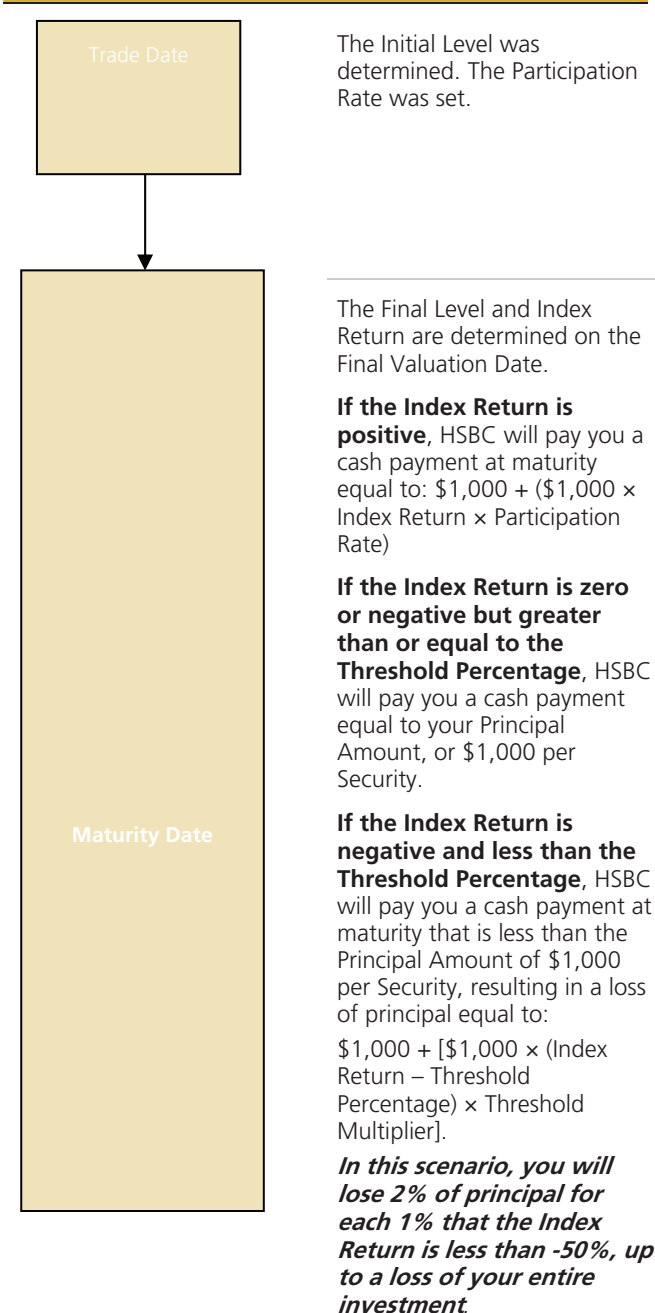 Trade Date
The Initial Level was
determined. The Participation
Rate was set.
Maturity Date
The Final Level and Index
Return are determined on the
Final Valuation Date.
If the Index Return is
positive, HSBC will pay you a
cash payment at maturity
equal to: $1,000 + ($1,000 ×
Index Return × Participation
Rate)
If the Index Return is zero
or negative but greater
than or equal to the
Threshold Percentage, HSBC
will pay you a cash payment
equal to your Principal
Amount, or $1,000 per
Security.
If the Index Return is
negative and less than the
Threshold Percentage, HSBC
will pay you a cash payment at
maturity that is less than the
Principal Amount of $1,000
per Security, resulting in a loss
of principal equal to:
$1,000 + [$1,000 × (Index
Return – Threshold
Percentage) × Threshold
Multiplier].
In this scenario, you will
lose 2% of principal for
each 1% that the Index
Return is less than -50%, up
to a loss of your entire
investment.